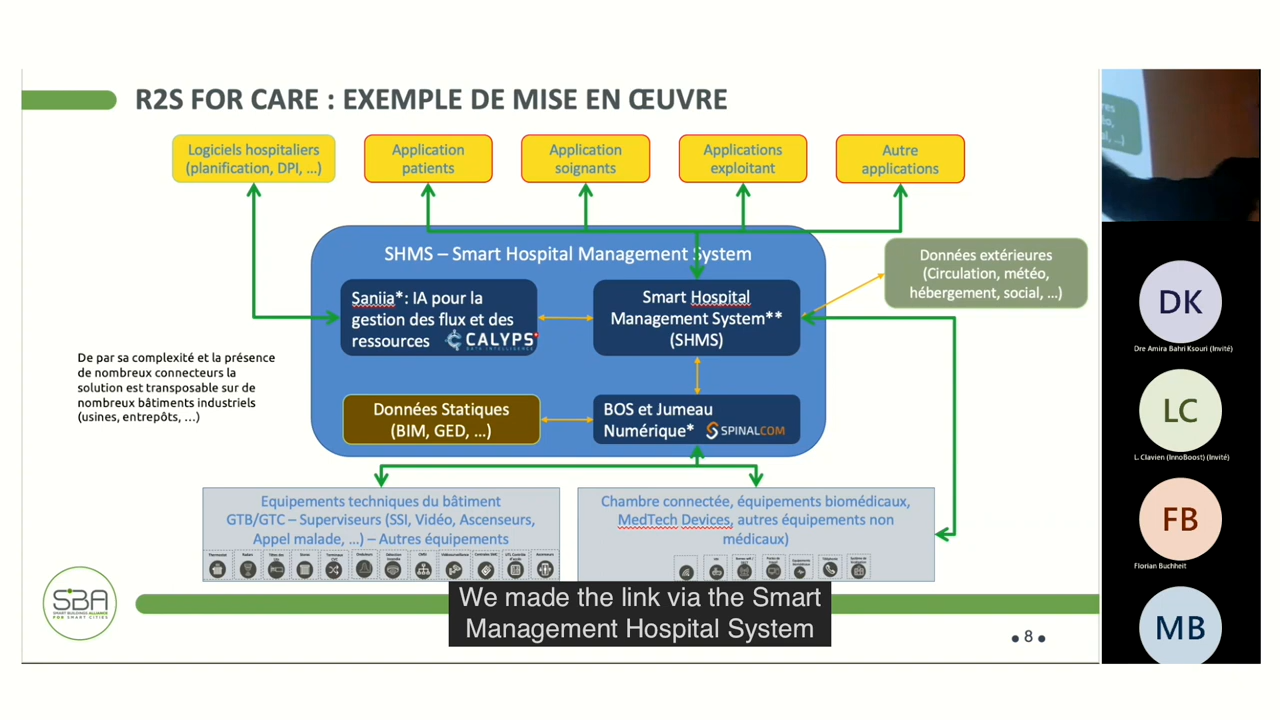 R2S FOR CARE : EXEMPLE DE MISE EN ŒUVRE
Logiciels hospitaliers
(planification, DPI, ...)
Application
patients
Application
soignants
Applications
exploitant
Autre
applications
SHMS – Smart Hospital Management System
Saniia*: IA pour la
gestion des flux et des
ressources
CALYPS
Smart Hospital
Management System**
(SHMS)
Données extérieures
(Circulation, météo,
hébergement, social, ...)
De par sa complexité et la présence
de nombreux connecteurs la
solution est transposable sur de
nombreux bâtiments industriels
(usines, entrepôts, ...)
Données Statiques
(BIM, GED, ...)
BOS et Jumeau
Numérique*
SPINALCOM
Equipements techniques du bâtiment
GTB/GTC – Superviseurs (SSI, Vidéo, Ascenseurs,
Appel malade, ...) – Autres équipements
Chambre connectée, équipements biomédicaux,
MedTech Devices, autres équipements non
médicaux)
SBA
SMART BUILDINGS ALLIANCE
FOR SMART CITIES
We made the link via the Smart
Management Hospital System
• 8 •
DK
Dre Amira Bahri Ksouri (Invité)
LC
L. Clavien (InnoBoost) (Invité)
FB
Florian Buchheit
MB